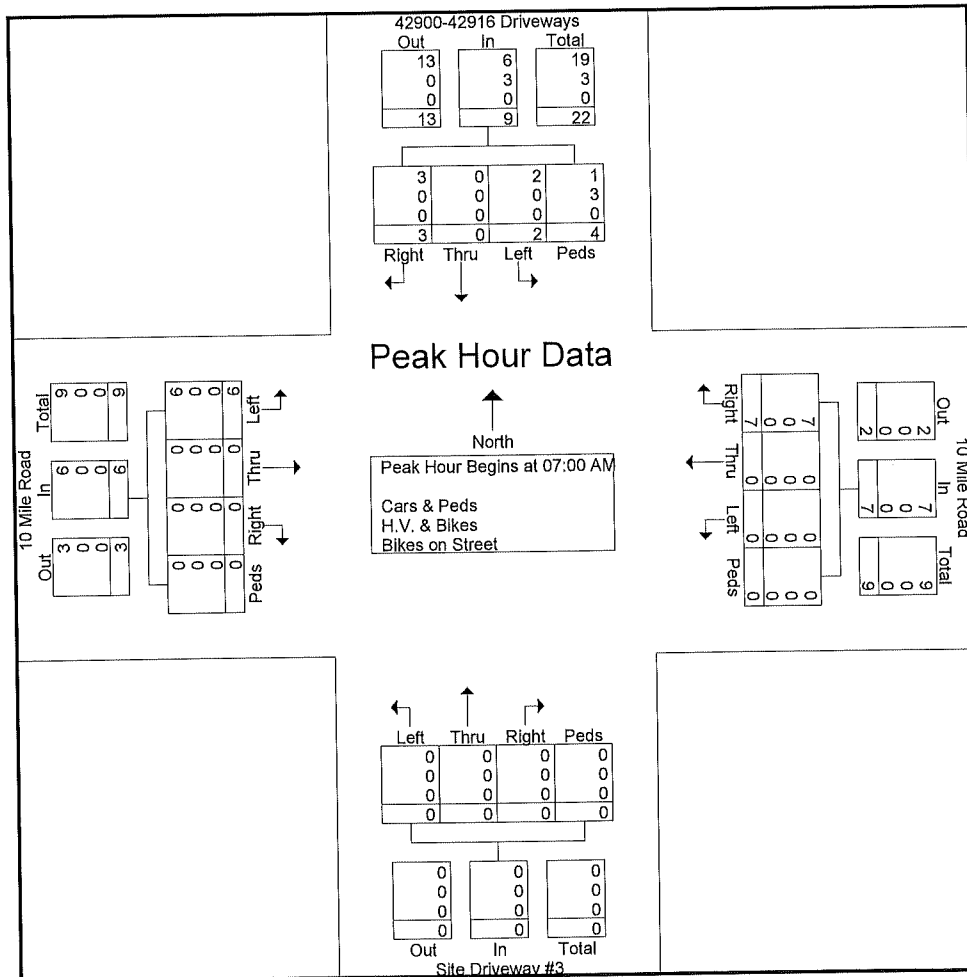 42900-42916 Driveways
Out In Total
13 6 19
0 3 3
0 0 0
13 9 22
3 0 2 1
0 0 0 3
0 0 0 0
3 0 2 4
Right Thru Left Peds
Peak Hour Data
North
Peak Hour Begins at 07:00 AM
Cars & Peds
H.V. & Bikes
Bikes on Street
10 Mile Road
Out In Total
3 6 9
0 0 0
0 0 0
3 6 9
0 0 0 6
0 0 0 0
0 0 0 0
0 0 0 6
Peds Right Thru Left
10 Mile Road
Out In Total
2 7 9
0 0 0
0 0 0
2 7 9
7 0 0 0
0 0 0 0
0 0 0 0
7 0 0 0
Right Thru Left Peds
Left Thru Right Peds
0 0 0 0
0 0 0 0
0 0 0 0
0 0 0 0
0 0 0
0 0 0
0 0 0
0 0 0
Out In Total
Site Driveway #3